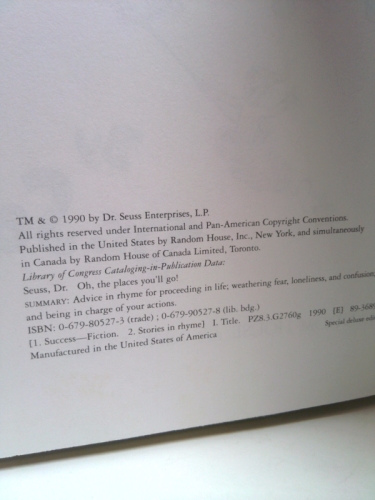 TM & © 1990 by Dr. Seuss Enterprises, L.P.
All rights reserved under International and Pan-American Copyright Conventions.
Published in the United States by Random House, Inc., New York, and simultaneously
in Canada by Random House of Canada Limited, Toronto.
Library of Congress Cataloging-in-Publication Data:
Seuss, Dr. Oh, the places you'll go!
SUMMARY: Advice in rhyme for proceeding in life; weathering fear, loneliness, and confusion;
and being in charge of your actions.
ISBN: 0-679-80527-3 (trade) ; 0-679-90527-8 (lib. bdg.)
[1. Success—Fiction. 2. Stories in rhyme] I. Title. PZ8.3.G2760g 1990 [E]
Manufactured in the United States of America
Special deluxe